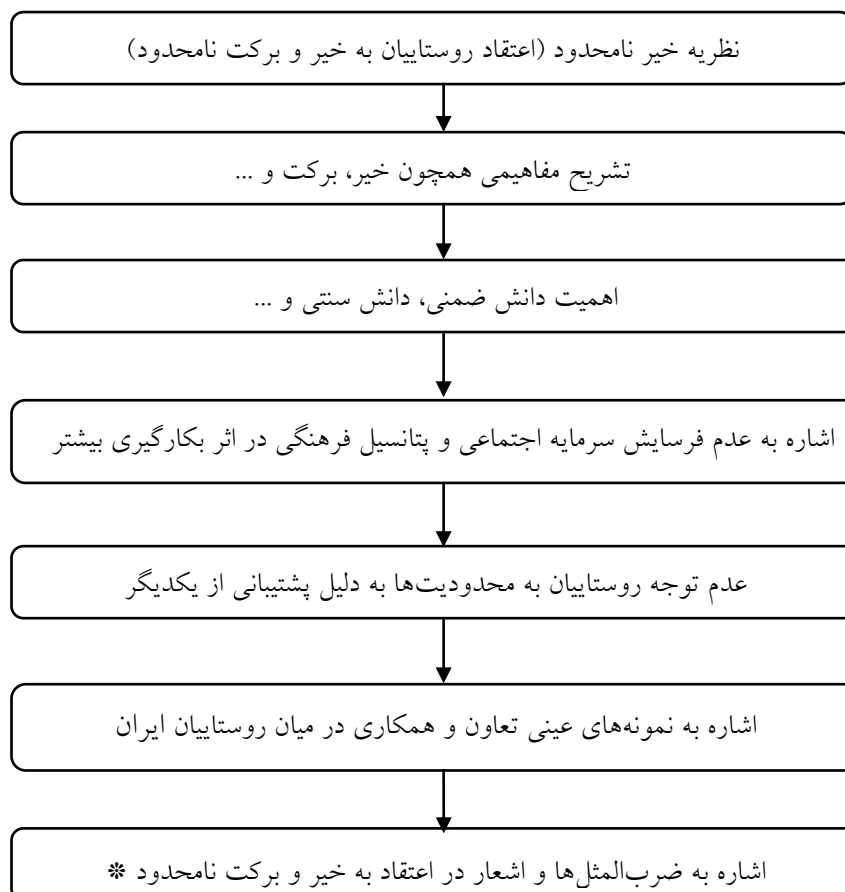 نظریه خیر نامحدود (اعتقاد روستاییان به خیر و برکت نامحدود)
تشریح مفاهیمی همچون خیر، برکت و ...
اهمیت دانش ضمنی، دانش سنتی و ...
اشاره به عدم فرسایش سرمایه اجتماعی و پتانسیل فرهنگی در اثر بکارگیری بیشتر
عدم توجه روستاییان به محدودیت‌ها به دلیل پشتیبانی از یکدیگر
اشاره به نمونه‌های عینی تعاون و همکاری در میان روستاییان ایران
اشاره به ضرب‌المثل‌ها و اشعار در اعتقاد به خیر و برکت نامحدود *